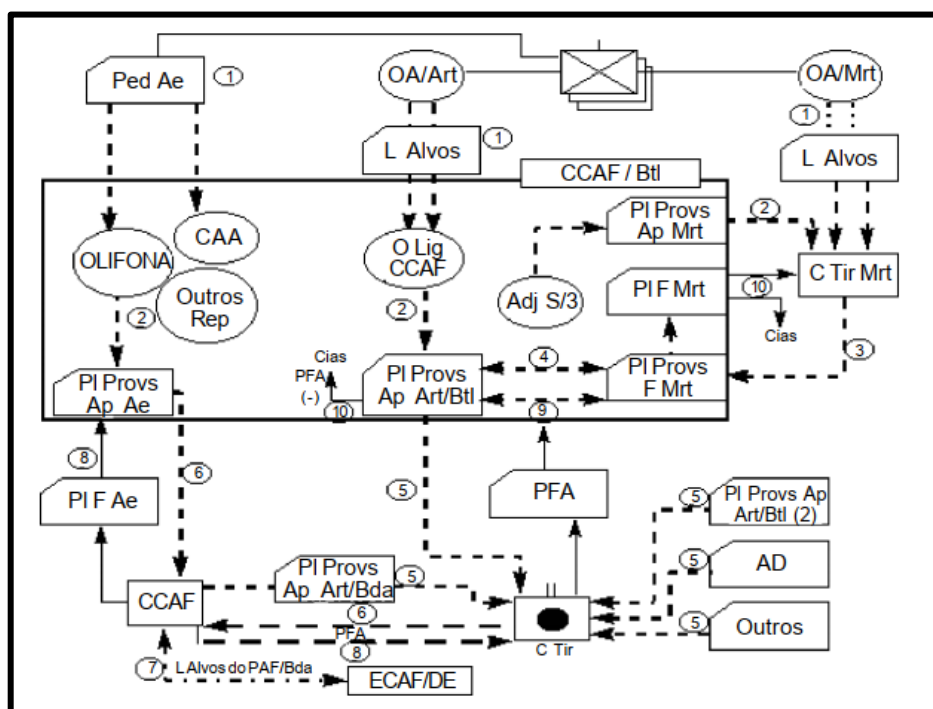 Ped Ae
1
OA/Art
OA/Mrt
1
L Alvos
1
L Alvos
CCAF / Btl
OLIFONA
CAA
Outros
Rep
2
O Lig
CCAF
2
Adj S/3
Pl Provs
Ap Mrt
2
Pl F Mrt
10
Cias
C Tir Mrt
3
Pl Provs
Ap Ae
Cias
PFA
(-)
10
Pl Provs
Ap Art/Btl
4
9
Pl Provs
F Mrt
8
6
5
Pl F Ae
PFA
5
Pl Provs Ap
Art/Btl (2)
5
AD
5
Outros
CCAF
Pl Provs
Ap Art/Bda
5
6
PFA
8
C Tir
7
L Alvos do PAF/Bda
ECAF/DE